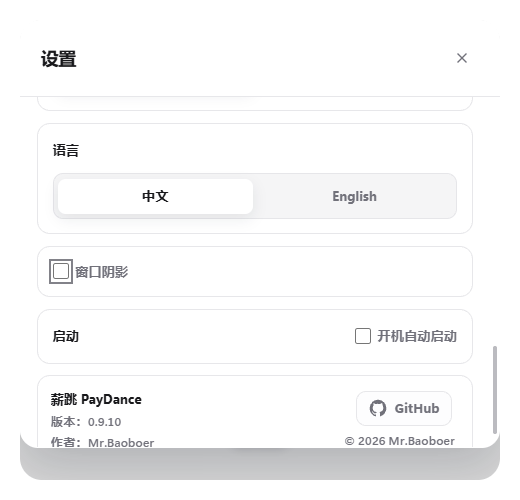 设置
语言
中文 English
窗口阴影
启动 开机自动启动
薪跳 PayDance
版本：0.9.10
作者：Mr.Baoboer
GitHub
© 2026 Mr.Baoboer